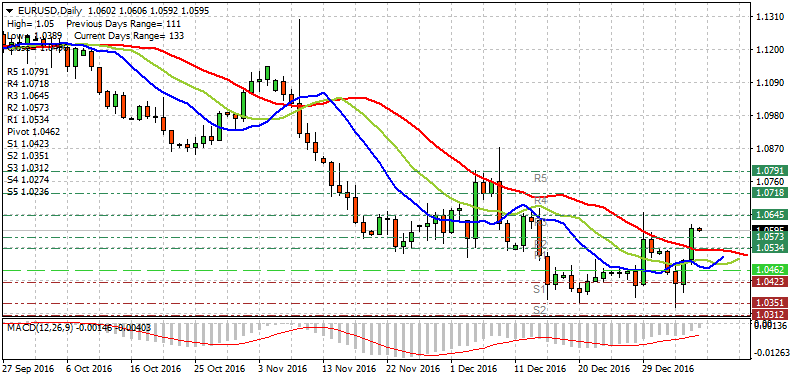 EURUSD,Daily 1.0602 1.0606 1.0592 1.0595
High= 1.05 Previous Days Range= 111
Low= 1.0389 Current Days Range= 133
R5 1.0791
R4 1.0718
R3 1.0645
R2 1.0573
R1 1.0534
Pivot 1.0462
S1 1.0423
S2 1.0351
S3 1.0312
S4 1.0274
S5 1.0236
R5
R4
R3
R2
R1
S1
S2
1.1310
1.1200
1.1090
1.0980
1.0870
1.0791
1.0760
1.0718
1.0645
1.0595
1.0573
1.0534
1.0462
1.0423
1.0351
1.0312
MACD(12,26,9) -0.00146 -0.00403
0.00
0.00136
-0.01263
27 Sep 2016 6 Oct 2016 16 Oct 2016 25 Oct 2016 3 Nov 2016 13 Nov 2016 22 Nov 2016 1 Dec 2016 11 Dec 2016 20 Dec 2016 29 Dec 2016